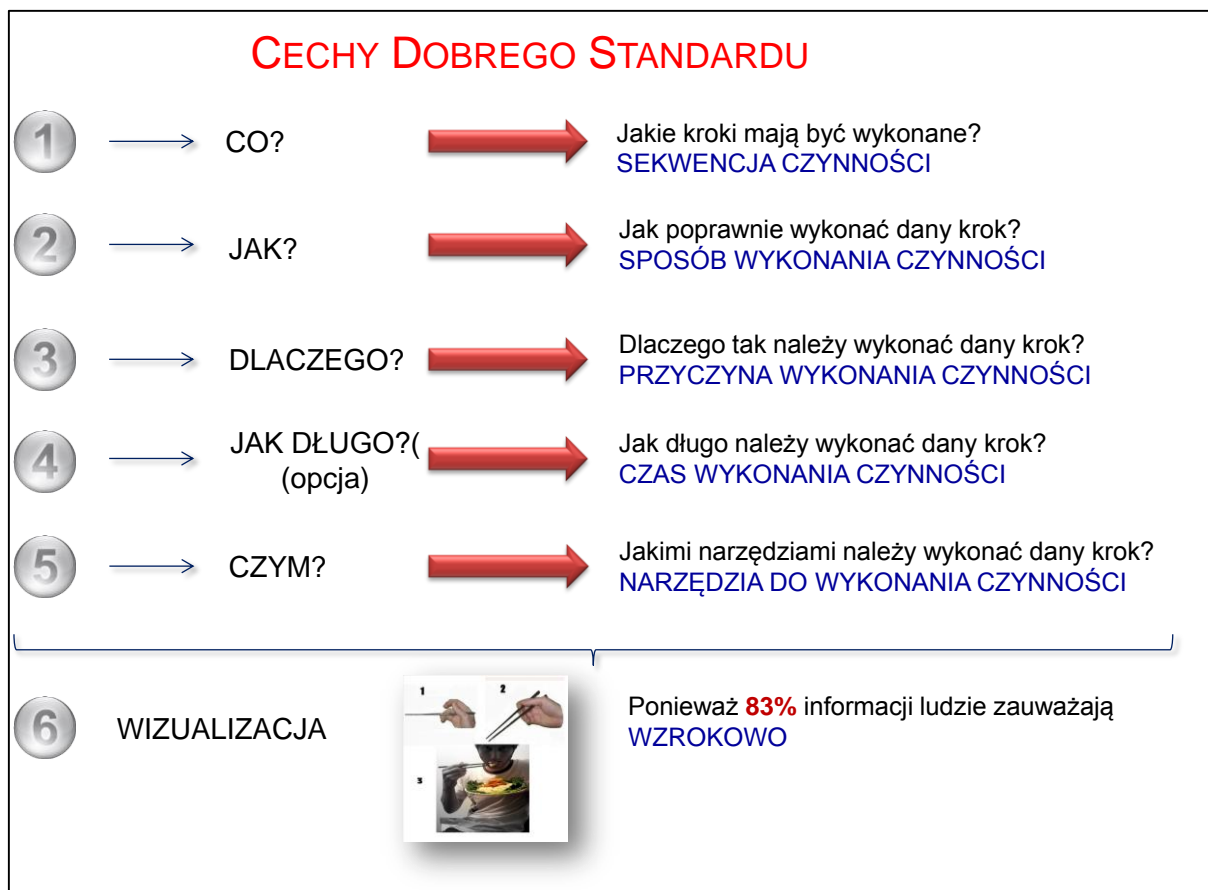 CECHY DOBREGO STANDARDU
1
CO?
Jakie kroki mają być wykonane?
SEKWENCJA CZYNNOŚCI
2
JAK?
Jak poprawnie wykonać dany krok?
SPOSÓB WYKONANIA CZYNNOŚCI
3
DLACZEGO?
Dlaczego tak należy wykonać dany krok?
PRZYCZYNA WYKONANIA CZYNNOŚCI
4
JAK DŁUGO?(
(opcja)
Jak długo należy wykonać dany krok?
CZAS WYKONANIA CZYNNOŚCI
5
CZYM?
Jakimi narzędziami należy wykonać dany krok?
NARZĘDZIA DO WYKONANIA CZYNNOŚCI
6
WIZUALIZACJA
1
2
3
Ponieważ 83% informacji ludzie zauważają
WZROKOWO